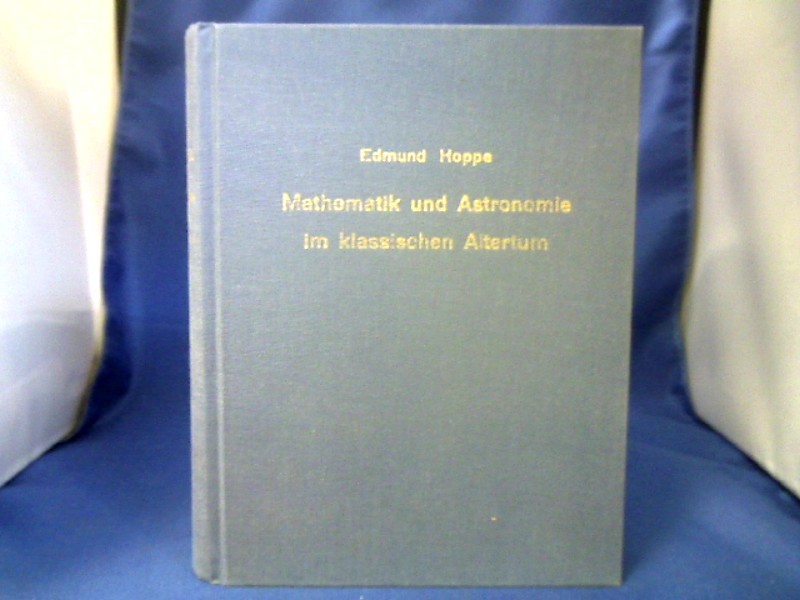 Edmund Hoppe
Mathematik und Astronomie
im klassischen Altertum